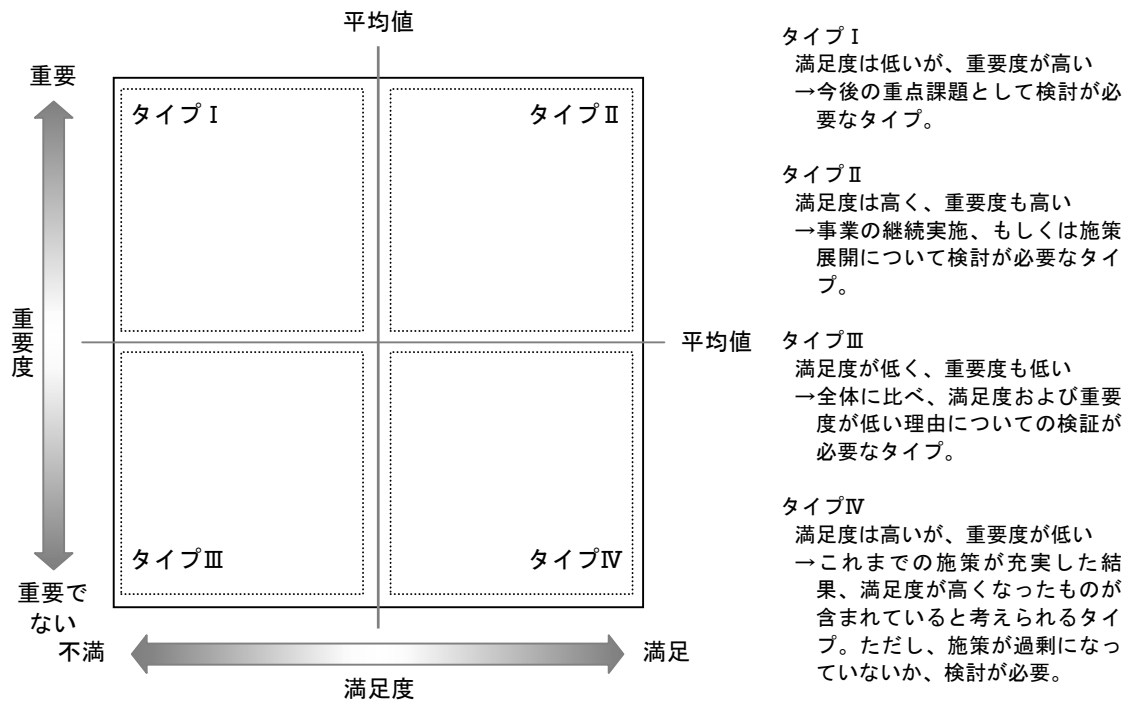 平均値
重要
タイプⅠ
タイプⅡ
重要度
平均値
タイプⅢ
タイプⅣ
重要で
ない
不満
満足
満足度
タイプⅠ
満足度は低いが、重要度が高い
→今後の重点課題として検討が必
要なタイプ。
タイプⅡ
満足度は高く、重要度も高い
→事業の継続実施、もしくは施策
展開について検討が必要なタイ
プ。
タイプⅢ
満足度が低く、重要度も低い
→全体に比べ、満足度および重要
度が低い理由についての検証が
必要なタイプ。
タイプⅣ
満足度は高いが、重要度が低い
→これまでの施策が充実した結
果、満足度が高くなったものが
含まれていると考えられるタイ
プ。ただし、施策が過剰になっ
ていないか、検討が必要。